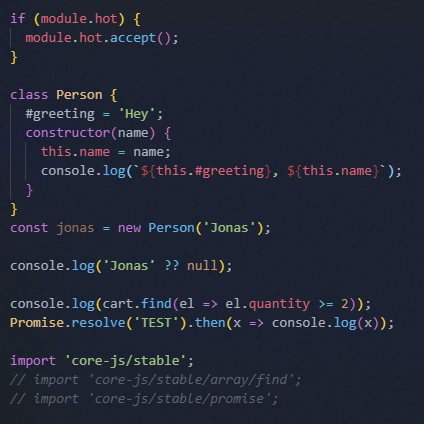 if (module.hot) {
module.hot.accept();
}
class Person {
#greeting = 'Hey';
constructor(name) {
this.name = name;
console.log(`${this.#greeting}, ${this.name}`);
}
}
const jonas = new Person('Jonas');
console.log('Jonas' ?? null);
console.log(cart.find(el => el.quantity >= 2));
Promise.resolve('TEST').then(x => console.log(x));
import 'core-js/stable';
// import 'core-js/stable/array/find';
// import 'core-js/stable/promise';